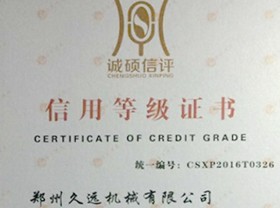 诚硕信评
CHENGSHUO XINPING
信用等级证书
CERTIFICATE OF CREDIT GRADE
统一编号：CSXP2016T0326
郑州久远机械有限公司